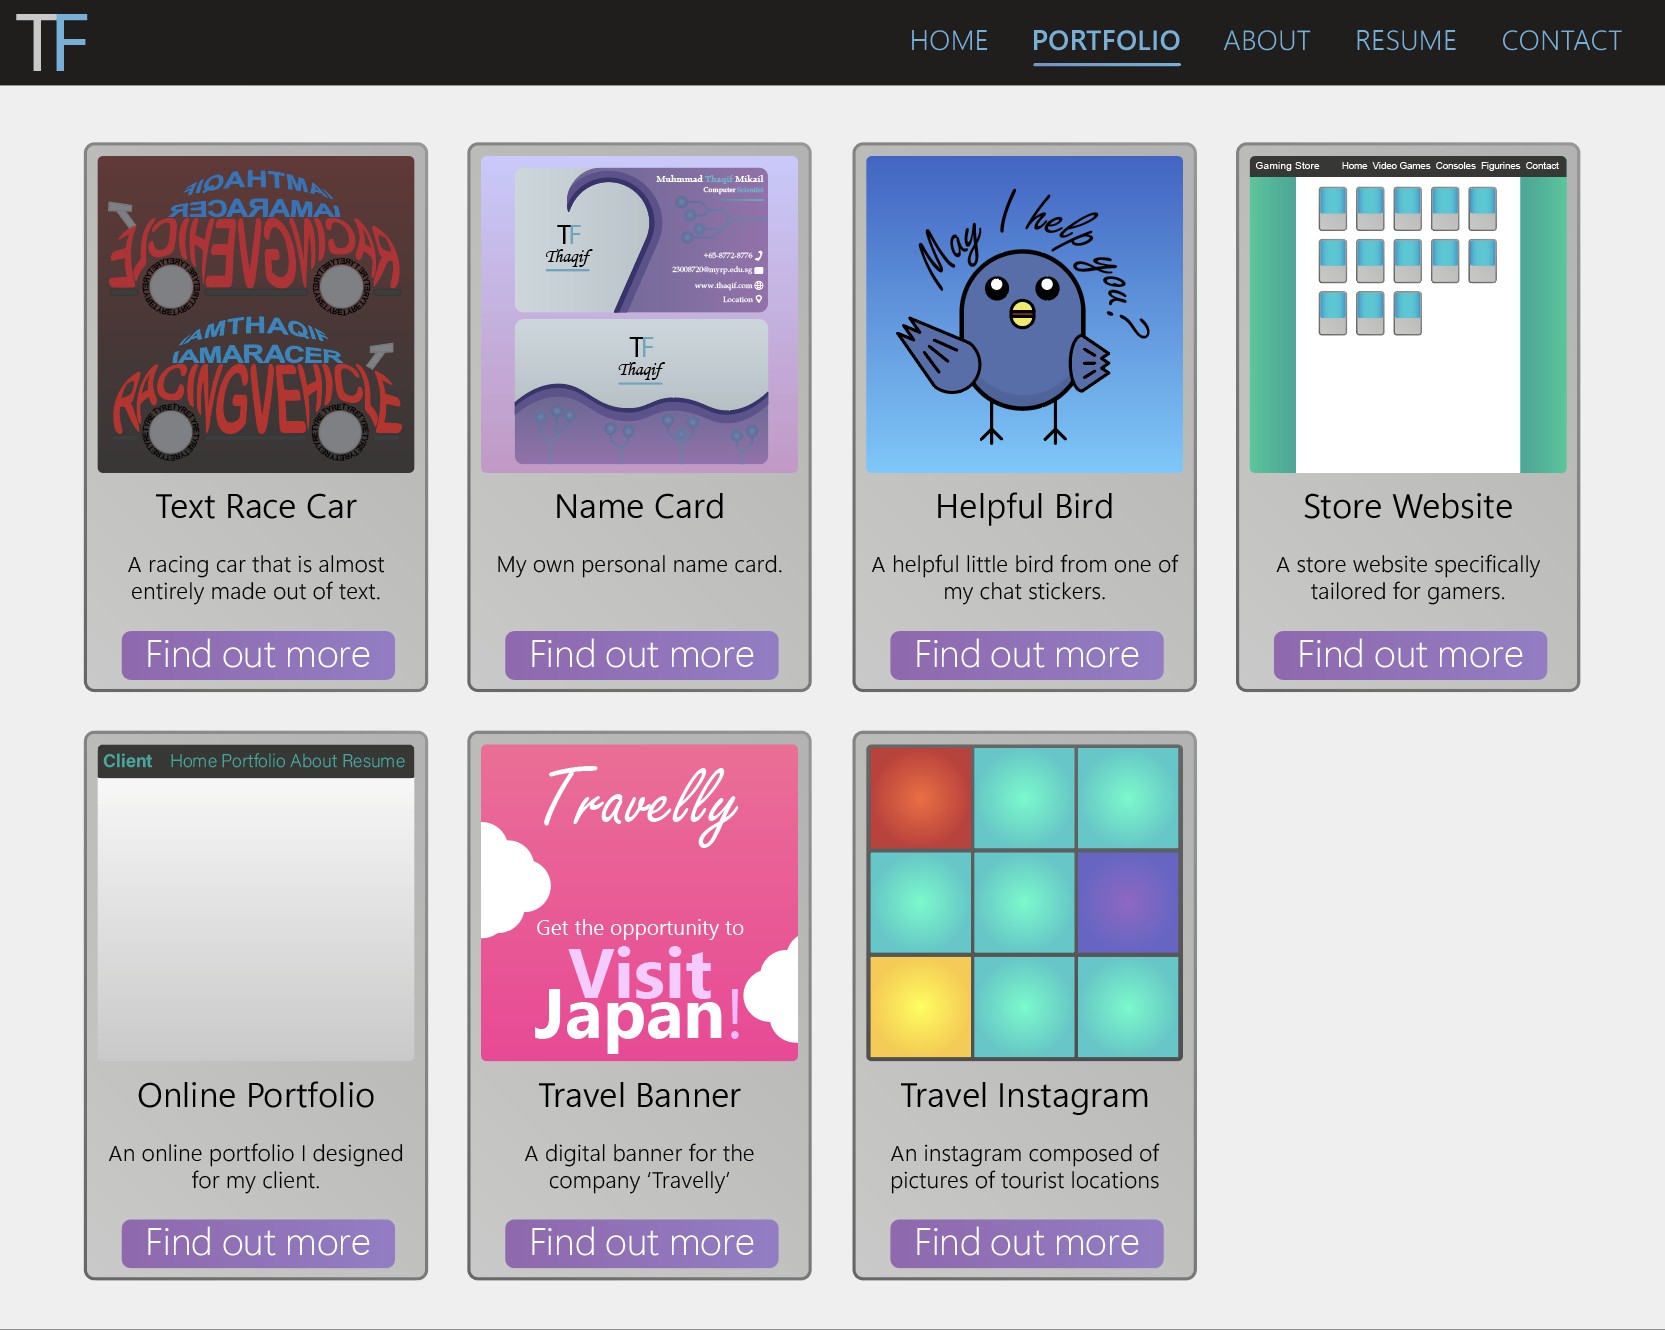 TF
HOME PORTFOLIO ABOUT RESUME CONTACT
IAMTHAQIF
IAMARACER
RACINGVEHICLE
IAMTHAQIF
IAMARACER
RACINGVEHICLE
Muhmmad Thaqif Mikail
Computer Scientist
TF
Thaqif
+65-8772-8776
23008720@myrp.edu.sg
www.thaqif.com
Location
TF
Thaqif
May I help you?
Gaming Store Home Video Games Consoles Figurines Contact
Text Race Car
A racing car that is almost
entirely made out of text.
Find out more
Name Card
My own personal name card.
Find out more
Helpful Bird
A helpful little bird from one of
my chat stickers.
Find out more
Store Website
A store website specifically
tailored for gamers.
Find out more
Client Home Portfolio About Resume
Online Portfolio
An online portfolio I designed
for my client.
Find out more
Travelly
Get the opportunity to
Visit
Japan!
Travel Banner
A digital banner for the
company ‘Travelly’
Find out more
Travel Instagram
An instagram composed of
pictures of tourist locations
Find out more